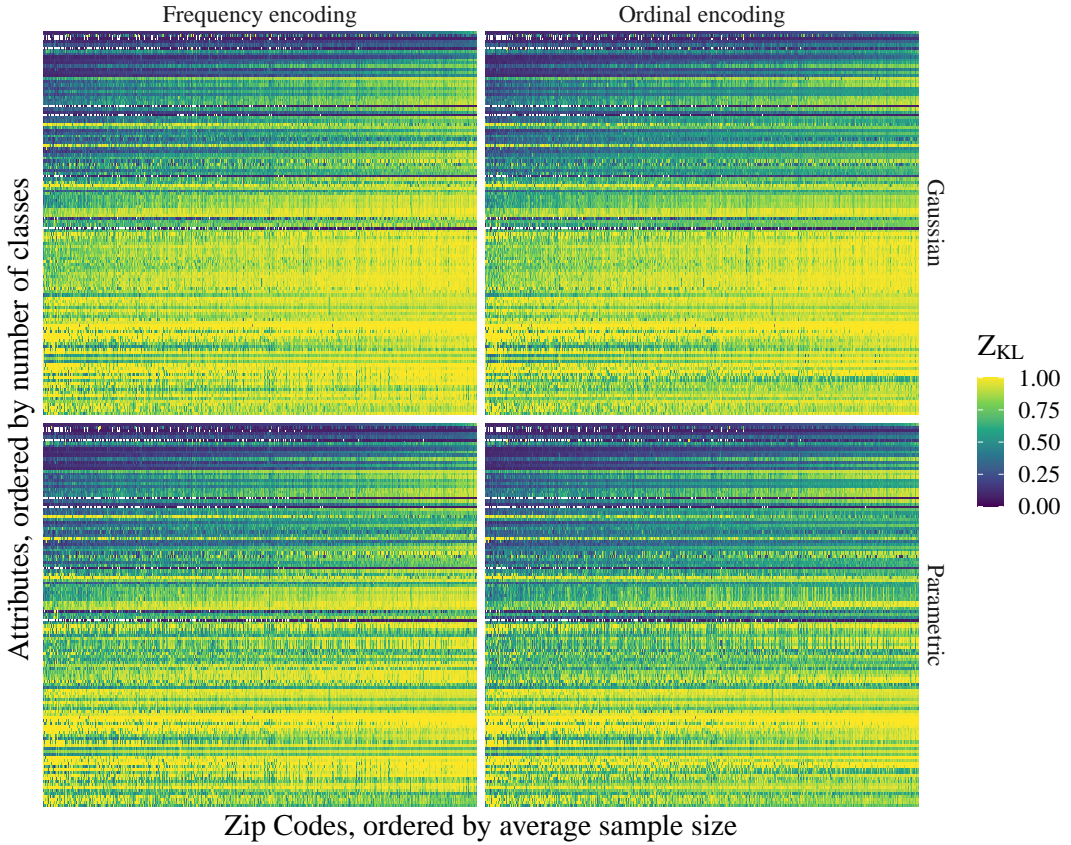 Frequency encoding
Ordinal encoding
Attributes, ordered by number of classes
Gaussian
Parametric
Z_KL
1.00
0.75
0.50
0.25
0.00
Zip Codes, ordered by average sample size